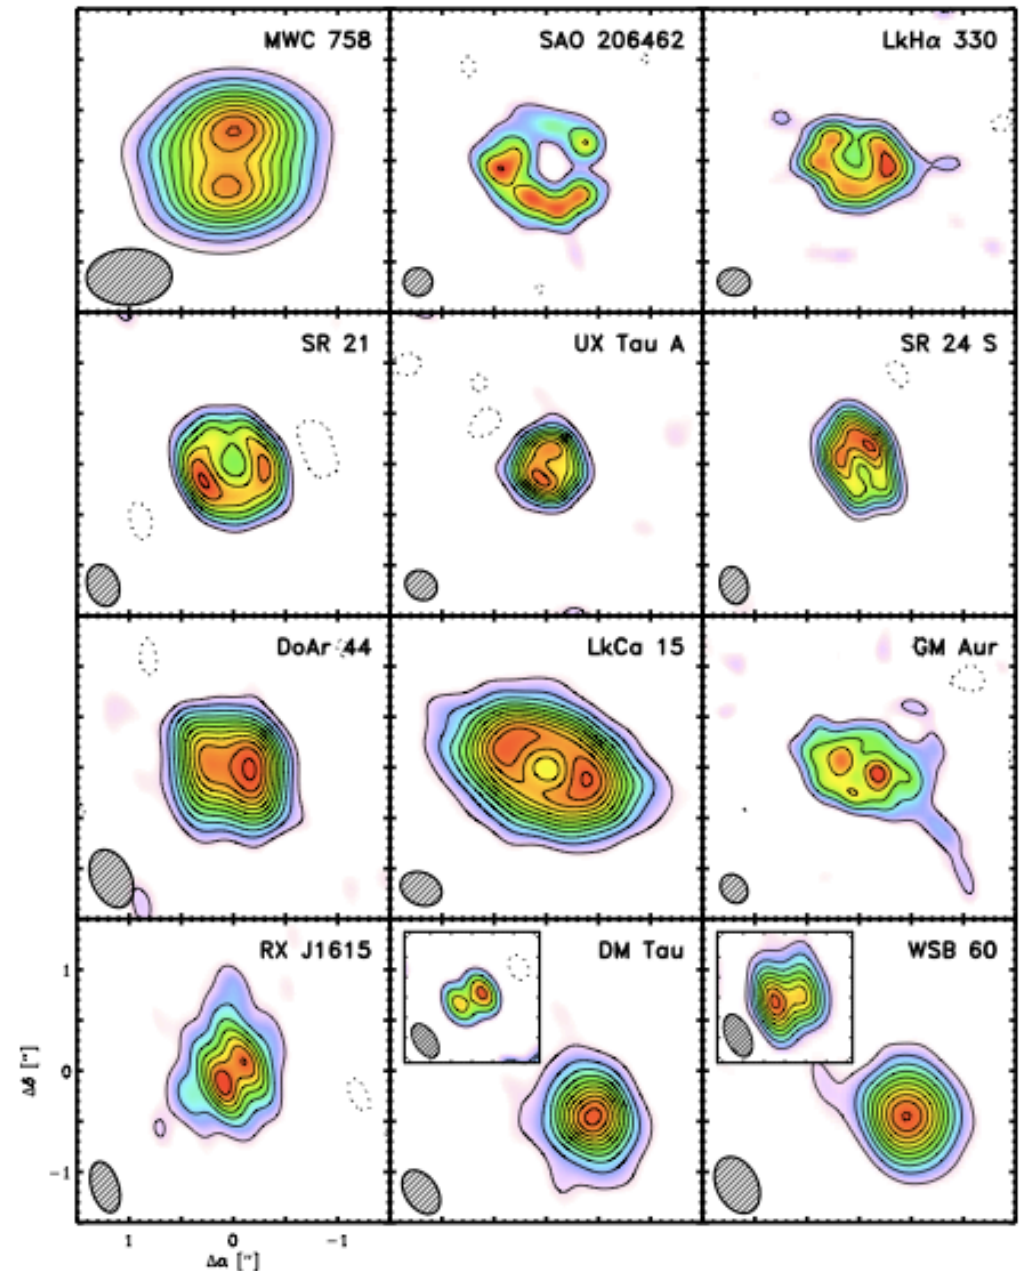 MWC 758
SAO 206462
LkHα 330
SR 21
UX Tau A
SR 24 S
DoAr 44
LkCa 15
GM Aur
RX J1615
DM Tau
WSB 60
1
0
-1
Δδ ["]
1
0
-1
Δα ["]